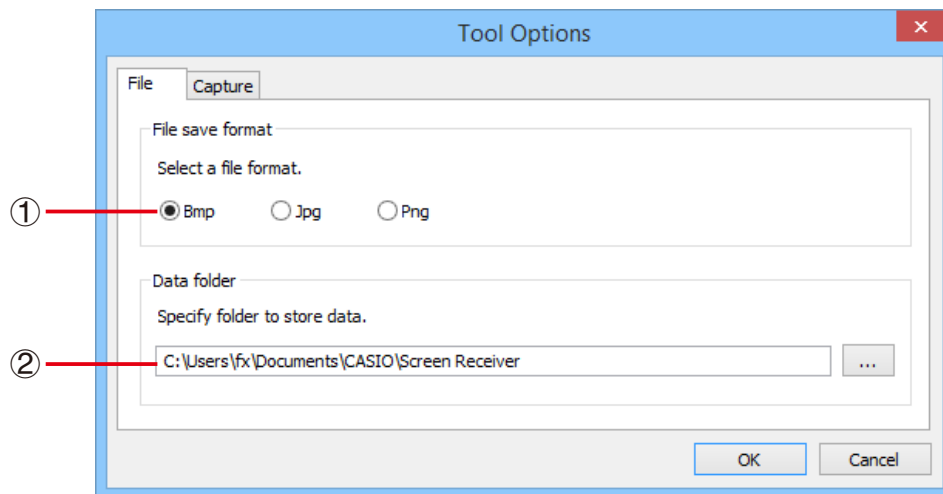 Tool Options
File
Capture
File save format
Select a file format.
① Bmp Jpg Png
Data folder
Specify folder to store data.
② C:\Users\fx\Documents\CASIO\Screen Receiver ...
OK Cancel